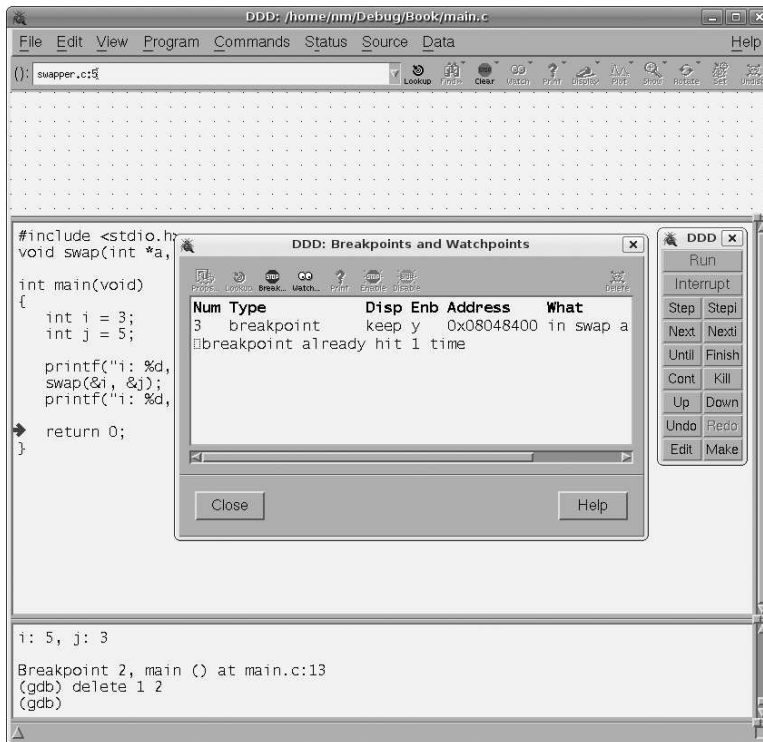 DDD: /home/nm/Debug/Book/main.c
File Edit View Program Commands Status Source Data Help
(): swapper.c:5
Lookup Find» Clear Watch Print Display Plot Show Rotate Set Undisp
#include <stdio.h>
void swap(int *a,
int main(void)
{
int i = 3;
int j = 5;
printf("i: %d,
swap(&i, &j);
printf("i: %d,
return 0;
}
DDD: Breakpoints and Watchpoints
Props... Lookup Break... Watch... Print Enable Disable Delete
Num Type Disp Enb Address What
3 breakpoint keep y 0x08048400 in swap a
breakpoint already hit 1 time
Close Help
DDD
Run
Interrupt
Step Stepi
Next Nexti
Until Finish
Cont Kill
Up Down
Undo Redo
Edit Make
i: 5, j: 3
Breakpoint 2, main () at main.c:13
(gdb) delete 1 2
(gdb)